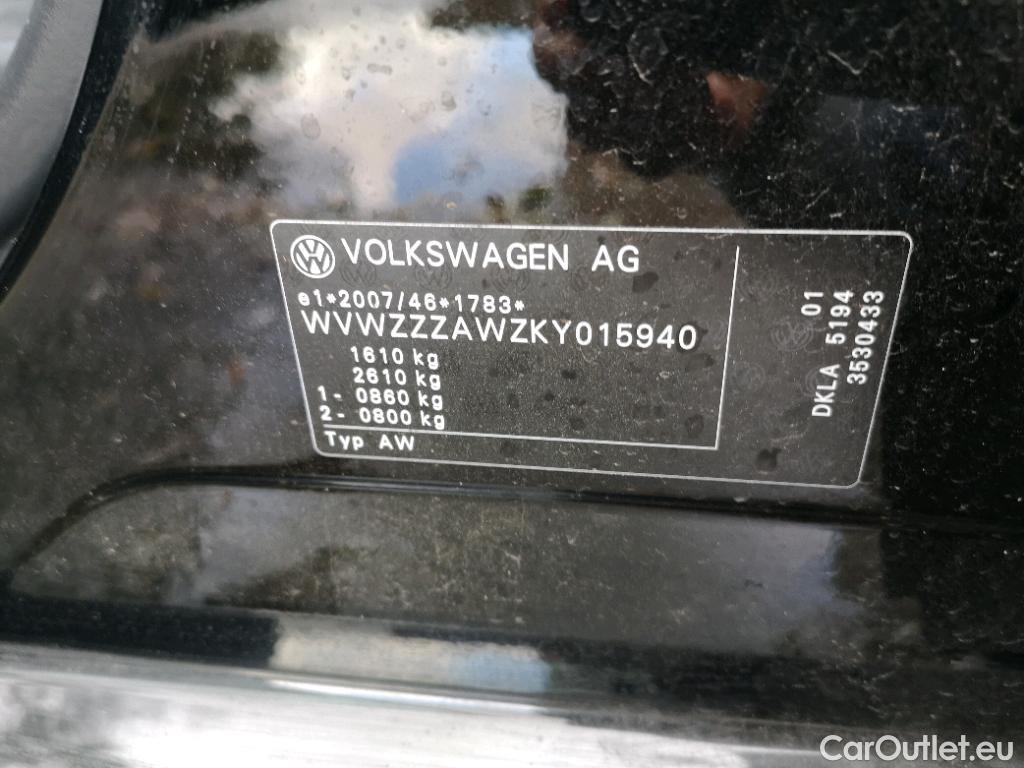 VOLKSWAGEN AG
e1*2007/46*1783*
WVWZZZAWZKY015940
1610 kg
2610 kg
1- 0860 kg
2- 0800 kg
Typ AW
01
DKLA 5194
3530433
CarOutlet.eu